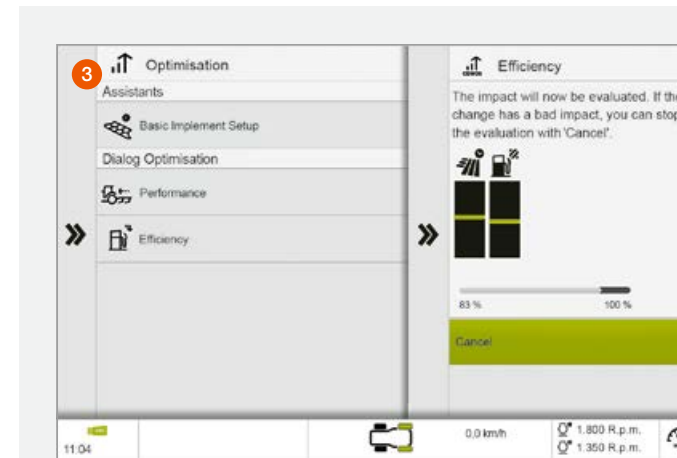 3
Optimisation
Assistants
Basic Implement Setup
Dialog Optimisation
Performance
Efficiency
Efficiency
The impact will now be evaluated. If the
change has a bad impact, you can stop
the evaluation with 'Cancel'.
83 %
100 %
Cancel
11:04
0,0 km/h
1.800 R.p.m.
1.350 R.p.m.